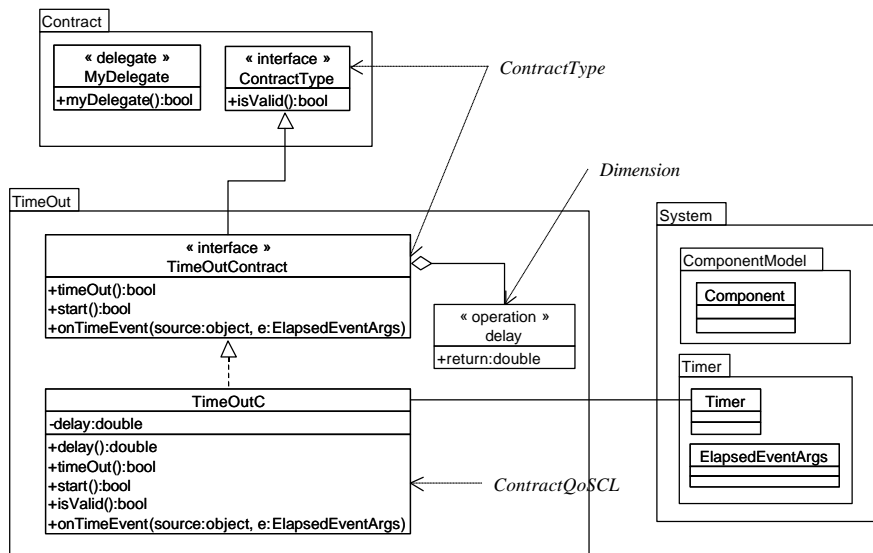 Contract
« delegate »
MyDelegate
+myDelegate():bool
« interface »
ContractType
+isValid():bool
ContractType
Dimension
TimeOut
« interface »
TimeOutContract
+timeOut():bool
+start():bool
+onTimeEvent(source:object, e:ElapsedEventArgs)
« operation »
delay
+return:double
TimeOutC
-delay:double
+delay():double
+timeOut():bool
+start():bool
+isValid():bool
+onTimeEvent(source:object, e:ElapsedEventArgs)
ContractQoSCL
System
ComponentModel
Component
Timer
Timer
ElapsedEventArgs